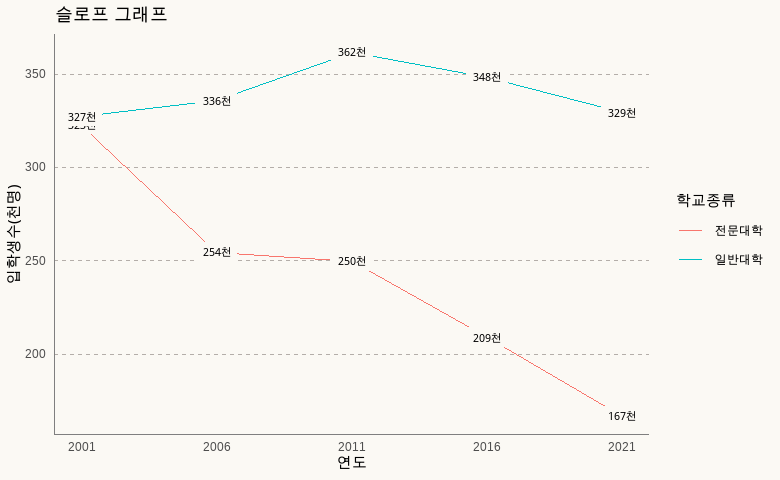 슬로프 그래프
입학생수(천명)
350
300
250
200
327천
336천
362천
348천
329천
254천
250천
209천
167천
2001
2006
2011
2016
2021
연도
학교종류
전문대학
일반대학